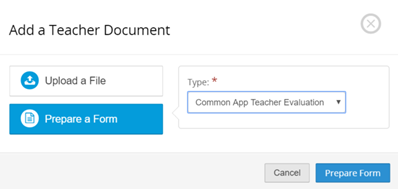 Add a Teacher Document
Upload a File
Prepare a Form
Type: *
Common App Teacher Evaluation
Cancel
Prepare Form